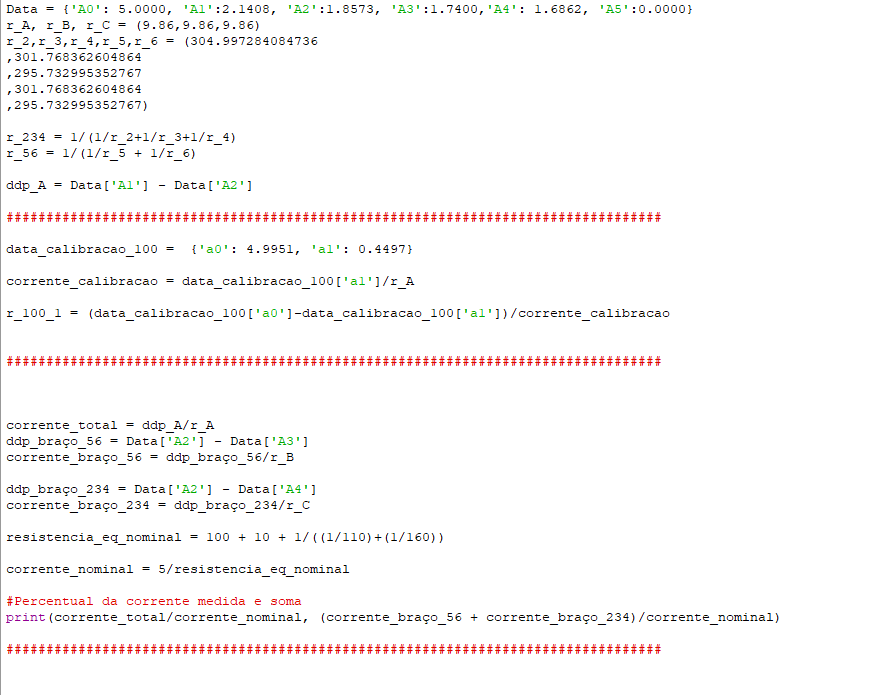 Data = {'A0': 5.0000, 'A1':2.1408, 'A2':1.8573, 'A3':1.7400,'A4': 1.6862, 'A5':0.0000}
r_A, r_B, r_C = (9.86,9.86,9.86)
r_2,r_3,r_4,r_5,r_6 = (304.997284084736
,301.768362604864
,295.732995352767
,301.768362604864
,295.732995352767)
r_234 = 1/(1/r_2+1/r_3+1/r_4)
r_56 = 1/(1/r_5 + 1/r_6)
ddp_A = Data['A1'] - Data['A2']
##################################################################################
data_calibracao_100 =  {'a0': 4.9951, 'a1': 0.4497}
corrente_calibracao = data_calibracao_100['a1']/r_A
r_100_1 = (data_calibracao_100['a0']-data_calibracao_100['a1'])/corrente_calibracao
##################################################################################
corrente_total = ddp_A/r_A
ddp_braço_56 = Data['A2'] - Data['A3']
corrente_braço_56 = ddp_braço_56/r_B
ddp_braço_234 = Data['A2'] - Data['A4']
corrente_braço_234 = ddp_braço_234/r_C
resistencia_eq_nominal = 100 + 10 + 1/((1/110)+(1/160))
corrente_nominal = 5/resistencia_eq_nominal
#Percentual da corrente medida e soma
print(corrente_total/corrente_nominal, (corrente_braço_56 + corrente_braço_234)/corrente_nominal)
##################################################################################